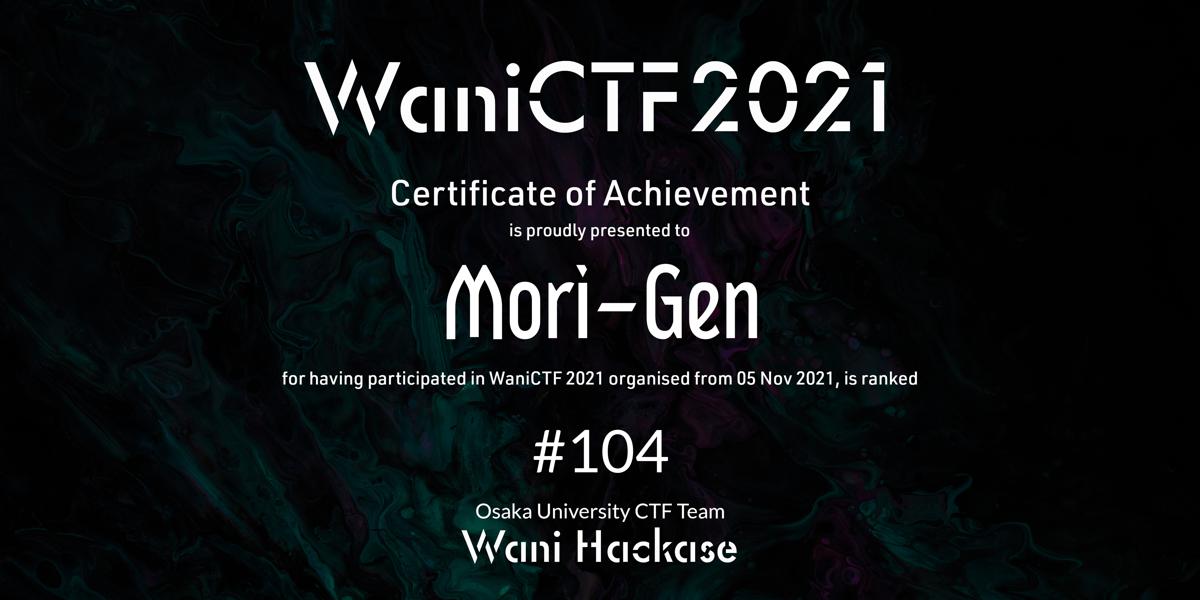 WaniCTF2021
Certificate of Achievement
is proudly presented to
Mori-Gen
for having participated in WaniCTF 2021 organised from 05 Nov 2021, is ranked
#104
Osaka University CTF Team
Wani Hackase